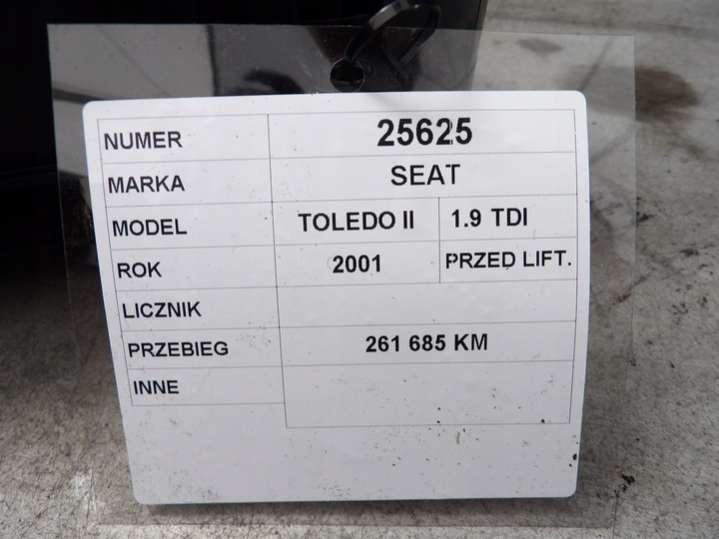 NUMER 25625
MARKA SEAT
MODEL TOLEDO II 1.9 TDI
ROK 2001 PRZED LIFT.
LICZNIK
PRZEBIEG 261 685 KM
INNE